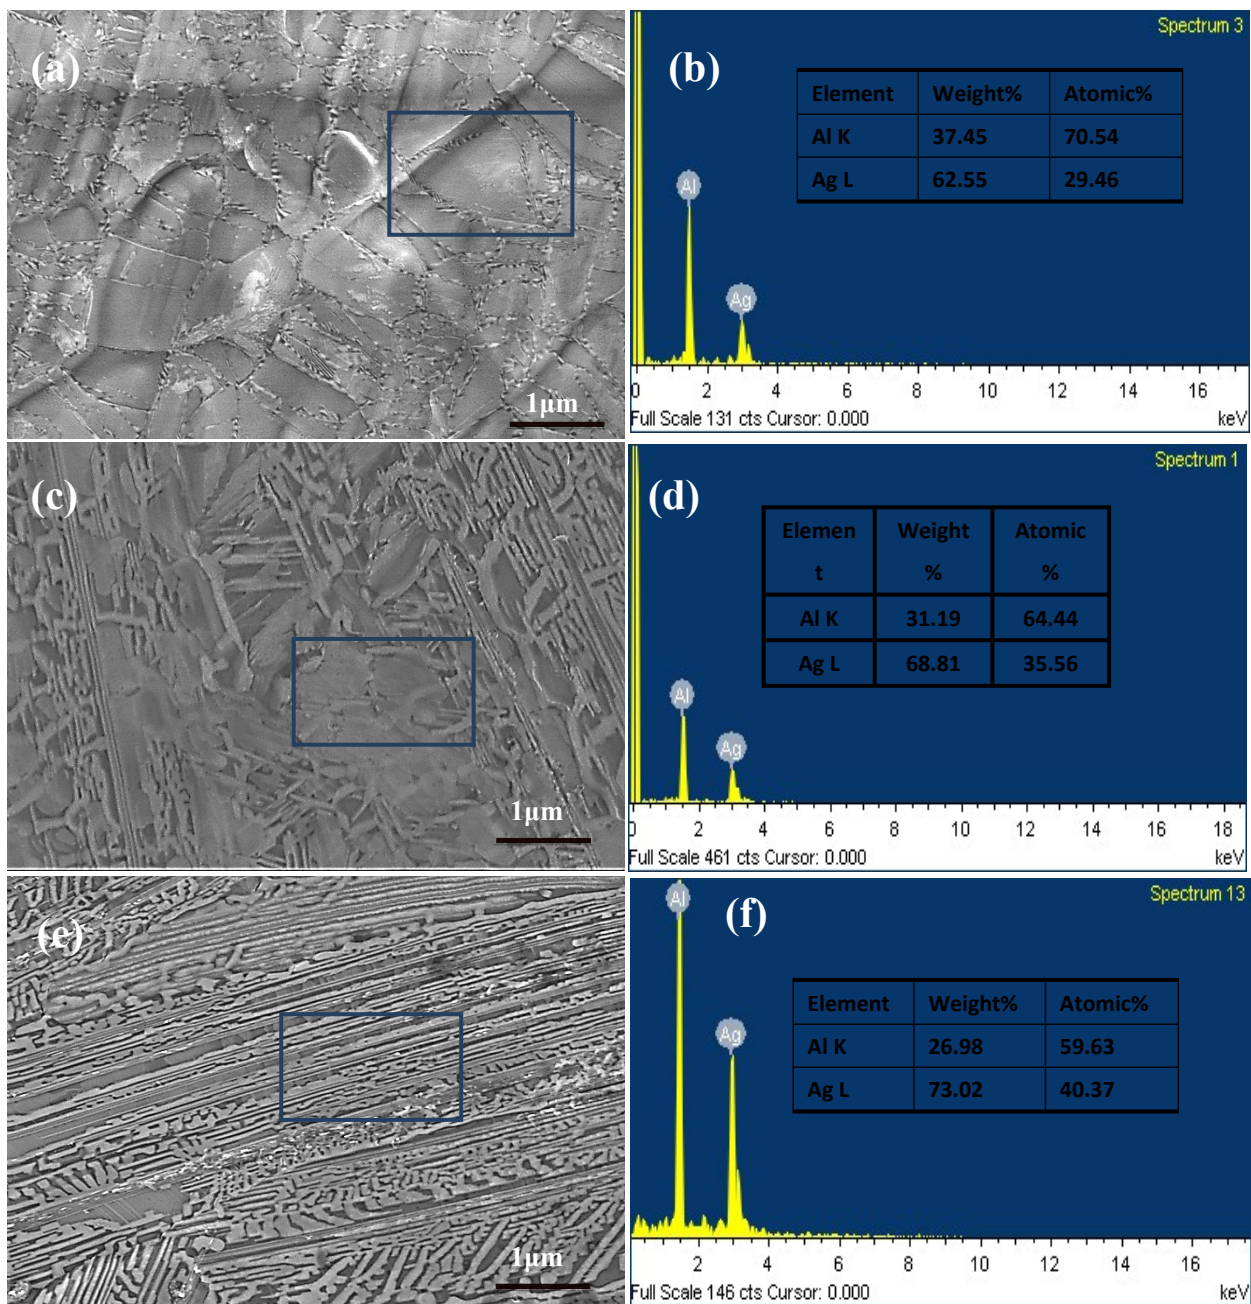 (a)
1μm
(b)
Spectrum 3
Element Weight% Atomic%
Al K 37.45 70.54
Ag L 62.55 29.46
Al
Ag
0 2 4 6 8 10 12 14 16
Full Scale 131 cts Cursor: 0.000 keV
(c)
1μm
(d)
Spectrum 1
Elemen Weight Atomic
t % %
Al K 31.19 64.44
Ag L 68.81 35.56
Al
Ag
0 2 4 6 8 10 12 14 16 18
Full Scale 461 cts Cursor: 0.000 keV
(e)
1μm
(f)
Spectrum 13
Al
Element Weight% Atomic%
Al K 26.98 59.63
Ag L 73.02 40.37
Ag
2 4 6 8 10 12 14 16
Full Scale 146 cts Cursor: 0.000 keV